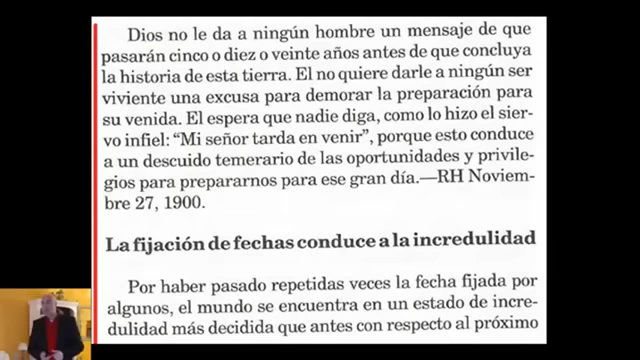 Dios no le da a ningún hombre un mensaje de que
pasarán cinco o diez o veinte años antes de que concluya
la historia de esta tierra. El no quiere darle a ningún ser
viviente una excusa para demorar la preparación para
su venida. El espera que nadie diga, como lo hizo el sier-
vo infiel: “Mi señor tarda en venir”, porque esto conduce
a un descuido temerario de las oportunidades y privile-
gios para prepararnos para ese gran día.—RH Noviem-
bre 27, 1900.
La fijación de fechas conduce a la incredulidad
Por haber pasado repetidas veces la fecha fijada por
algunos, el mundo se encuentra en un estado de incre-
dulidad más decidida que antes con respecto al próximo